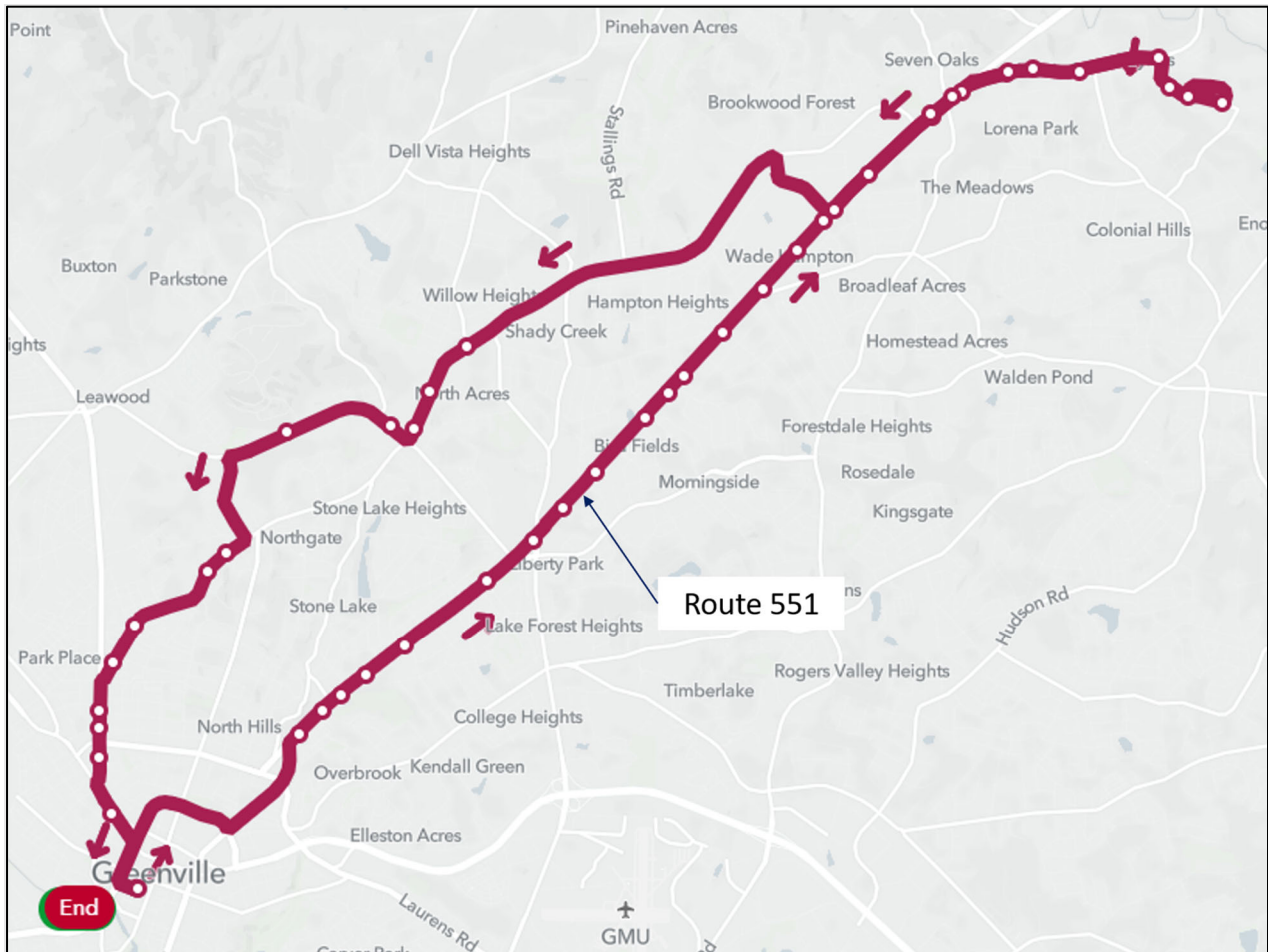 Point
Pinehaven Acres
Seven Oaks
Brookwood Forest
Stallings Rd
Lorena Park
Dell Vista Heights
The Meadows
Colonial Hills
Wade Hampton
Buxton
Parkstone
Broadleaf Acres
Willow Heights
Hampton Heights
Shady Creek
Homestead Acres
ights
Walden Pond
Leawood
North Acres
Forestdale Heights
Fields
Rosedale
Morningside
Stone Lake Heights
Kingsgate
Northgate
Liberty Park
Route 551
ns
Stone Lake
Hudson Rd
Lake Forest Heights
Park Place
Rogers Valley Heights
Timberlake
North Hills
College Heights
Overbrook
Kendall Green
Elleston Acres
Greenville
End
Laurens Rd
GMU